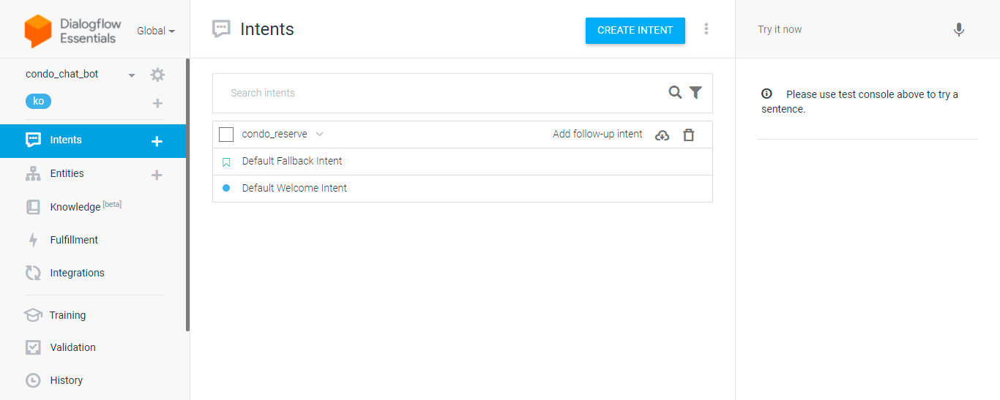 Dialogflow
Essentials
Global
Intents
CREATE INTENT
Try it now
condo_chat_bot
ko
Intents
Entities
Knowledge [beta]
Fulfillment
Integrations
Training
Validation
History
Search intents
condo_reserve
Add follow-up intent
Default Fallback Intent
Default Welcome Intent
Please use test console above to try a
sentence.